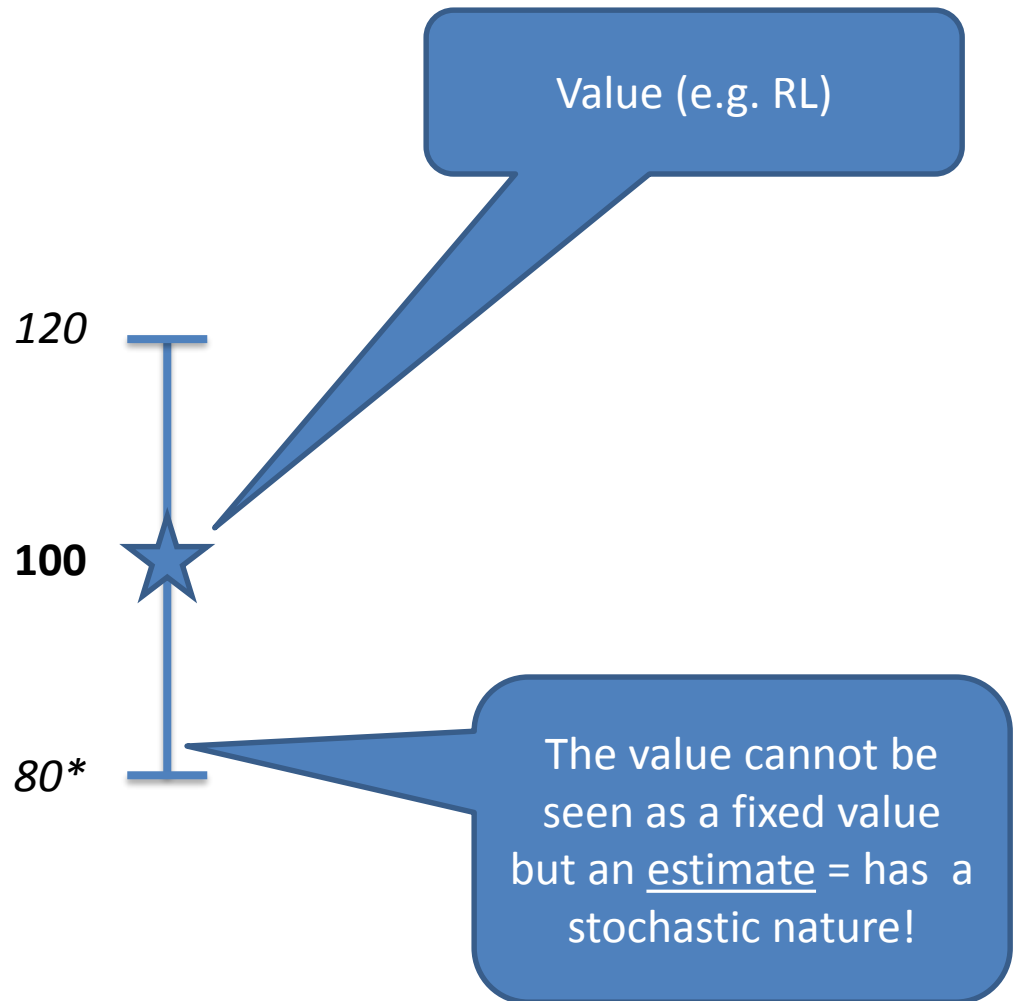 Value (e.g. RL)
120
100
80*
The value cannot be
seen as a fixed value
but an estimate = has a
stochastic nature!